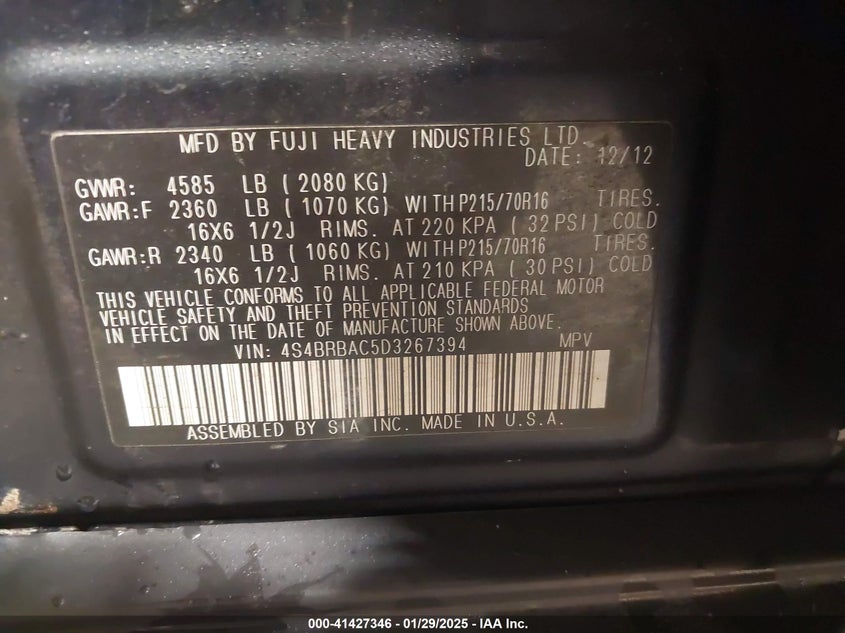 MFD BY FUJI HEAVY INDUSTRIES LTD.
DATE: 12/12
GVWR: 4585 LB ( 2080 KG)
GAWR:F 2360 LB ( 1070 KG) WITH P215/70R16 TIRES.
16X6 1/2J RIMS. AT 220 KPA ( 32 PSI) COLD
GAWR:R 2340 LB ( 1060 KG) WITH P215/70R16 TIRES.
16X6 1/2J RIMS. AT 210 KPA ( 30 PSI) COLD
THIS VEHICLE CONFORMS TO ALL APPLICABLE FEDERAL MOTOR
VEHICLE SAFETY AND THEFT PREVENTION STANDARDS
IN EFFECT ON THE DATE OF MANUFACTURE SHOWN ABOVE.
VIN: 4S4BRBAC5D3267394 MPV
ASSEMBLED BY SIA INC. MADE IN U.S.A.
000-41427346 - 01/29/2025 - IAA Inc.